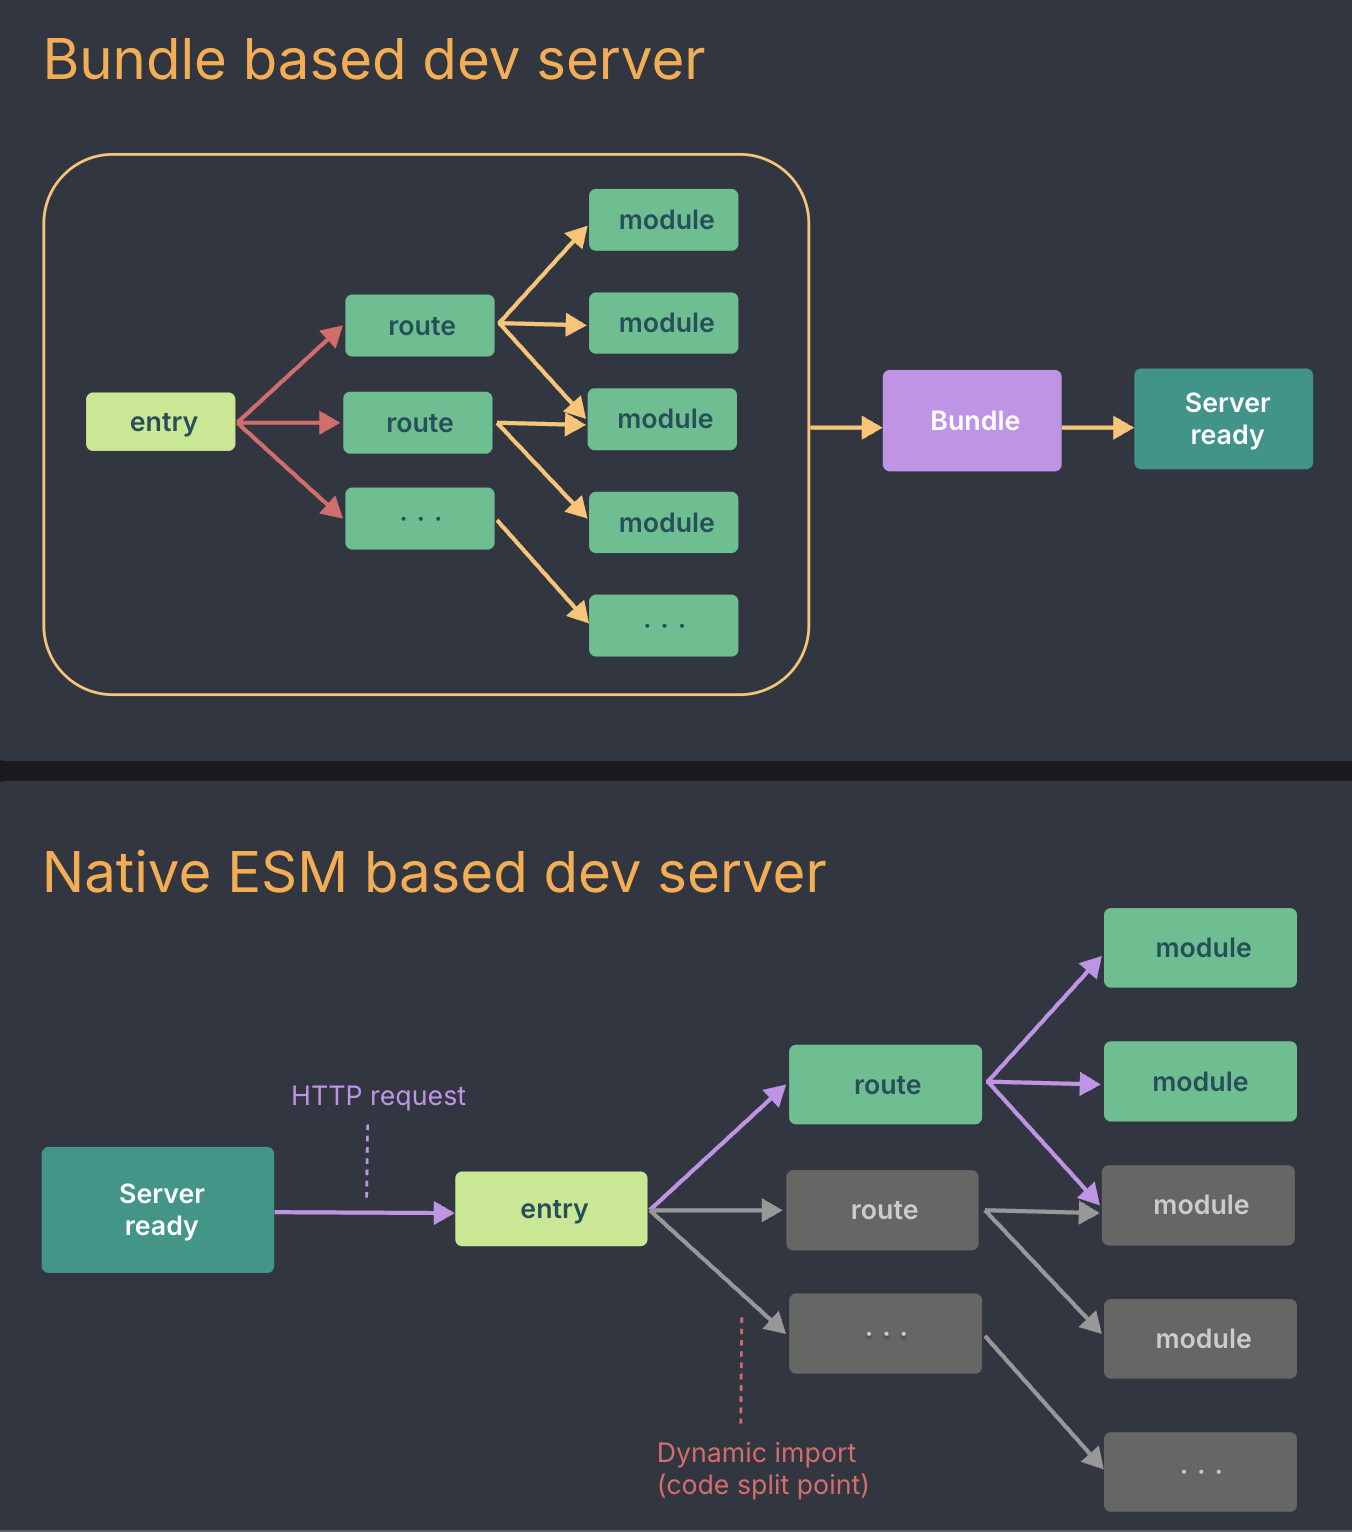 Bundle based dev server
module
route
module
entry
route
module
Bundle
Server
ready
. . .
module
. . .
Native ESM based dev server
module
HTTP request
route
module
Server
ready
entry
route
module
. . .
module
Dynamic import
(code split point)
. . .